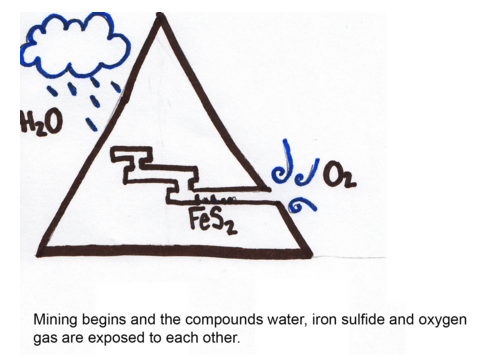 H₂O
O₂
FeS₂
Mining begins and the compounds water, iron sulfide and oxygen
gas are exposed to each other.